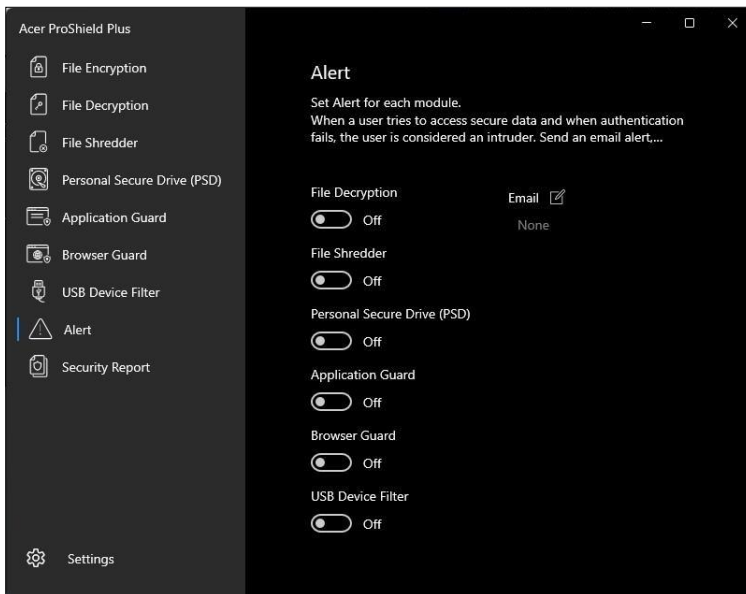 Acer ProShield Plus
File Encryption
File Decryption
File Shredder
Personal Secure Drive (PSD)
Application Guard
Browser Guard
USB Device Filter
Alert
Security Report
Settings
Alert
Set Alert for each module.
When a user tries to access secure data and when authentication
fails, the user is considered an intruder. Send an email alert,...
File Decryption
Off
Email
None
File Shredder
Off
Personal Secure Drive (PSD)
Off
Application Guard
Off
Browser Guard
Off
USB Device Filter
Off